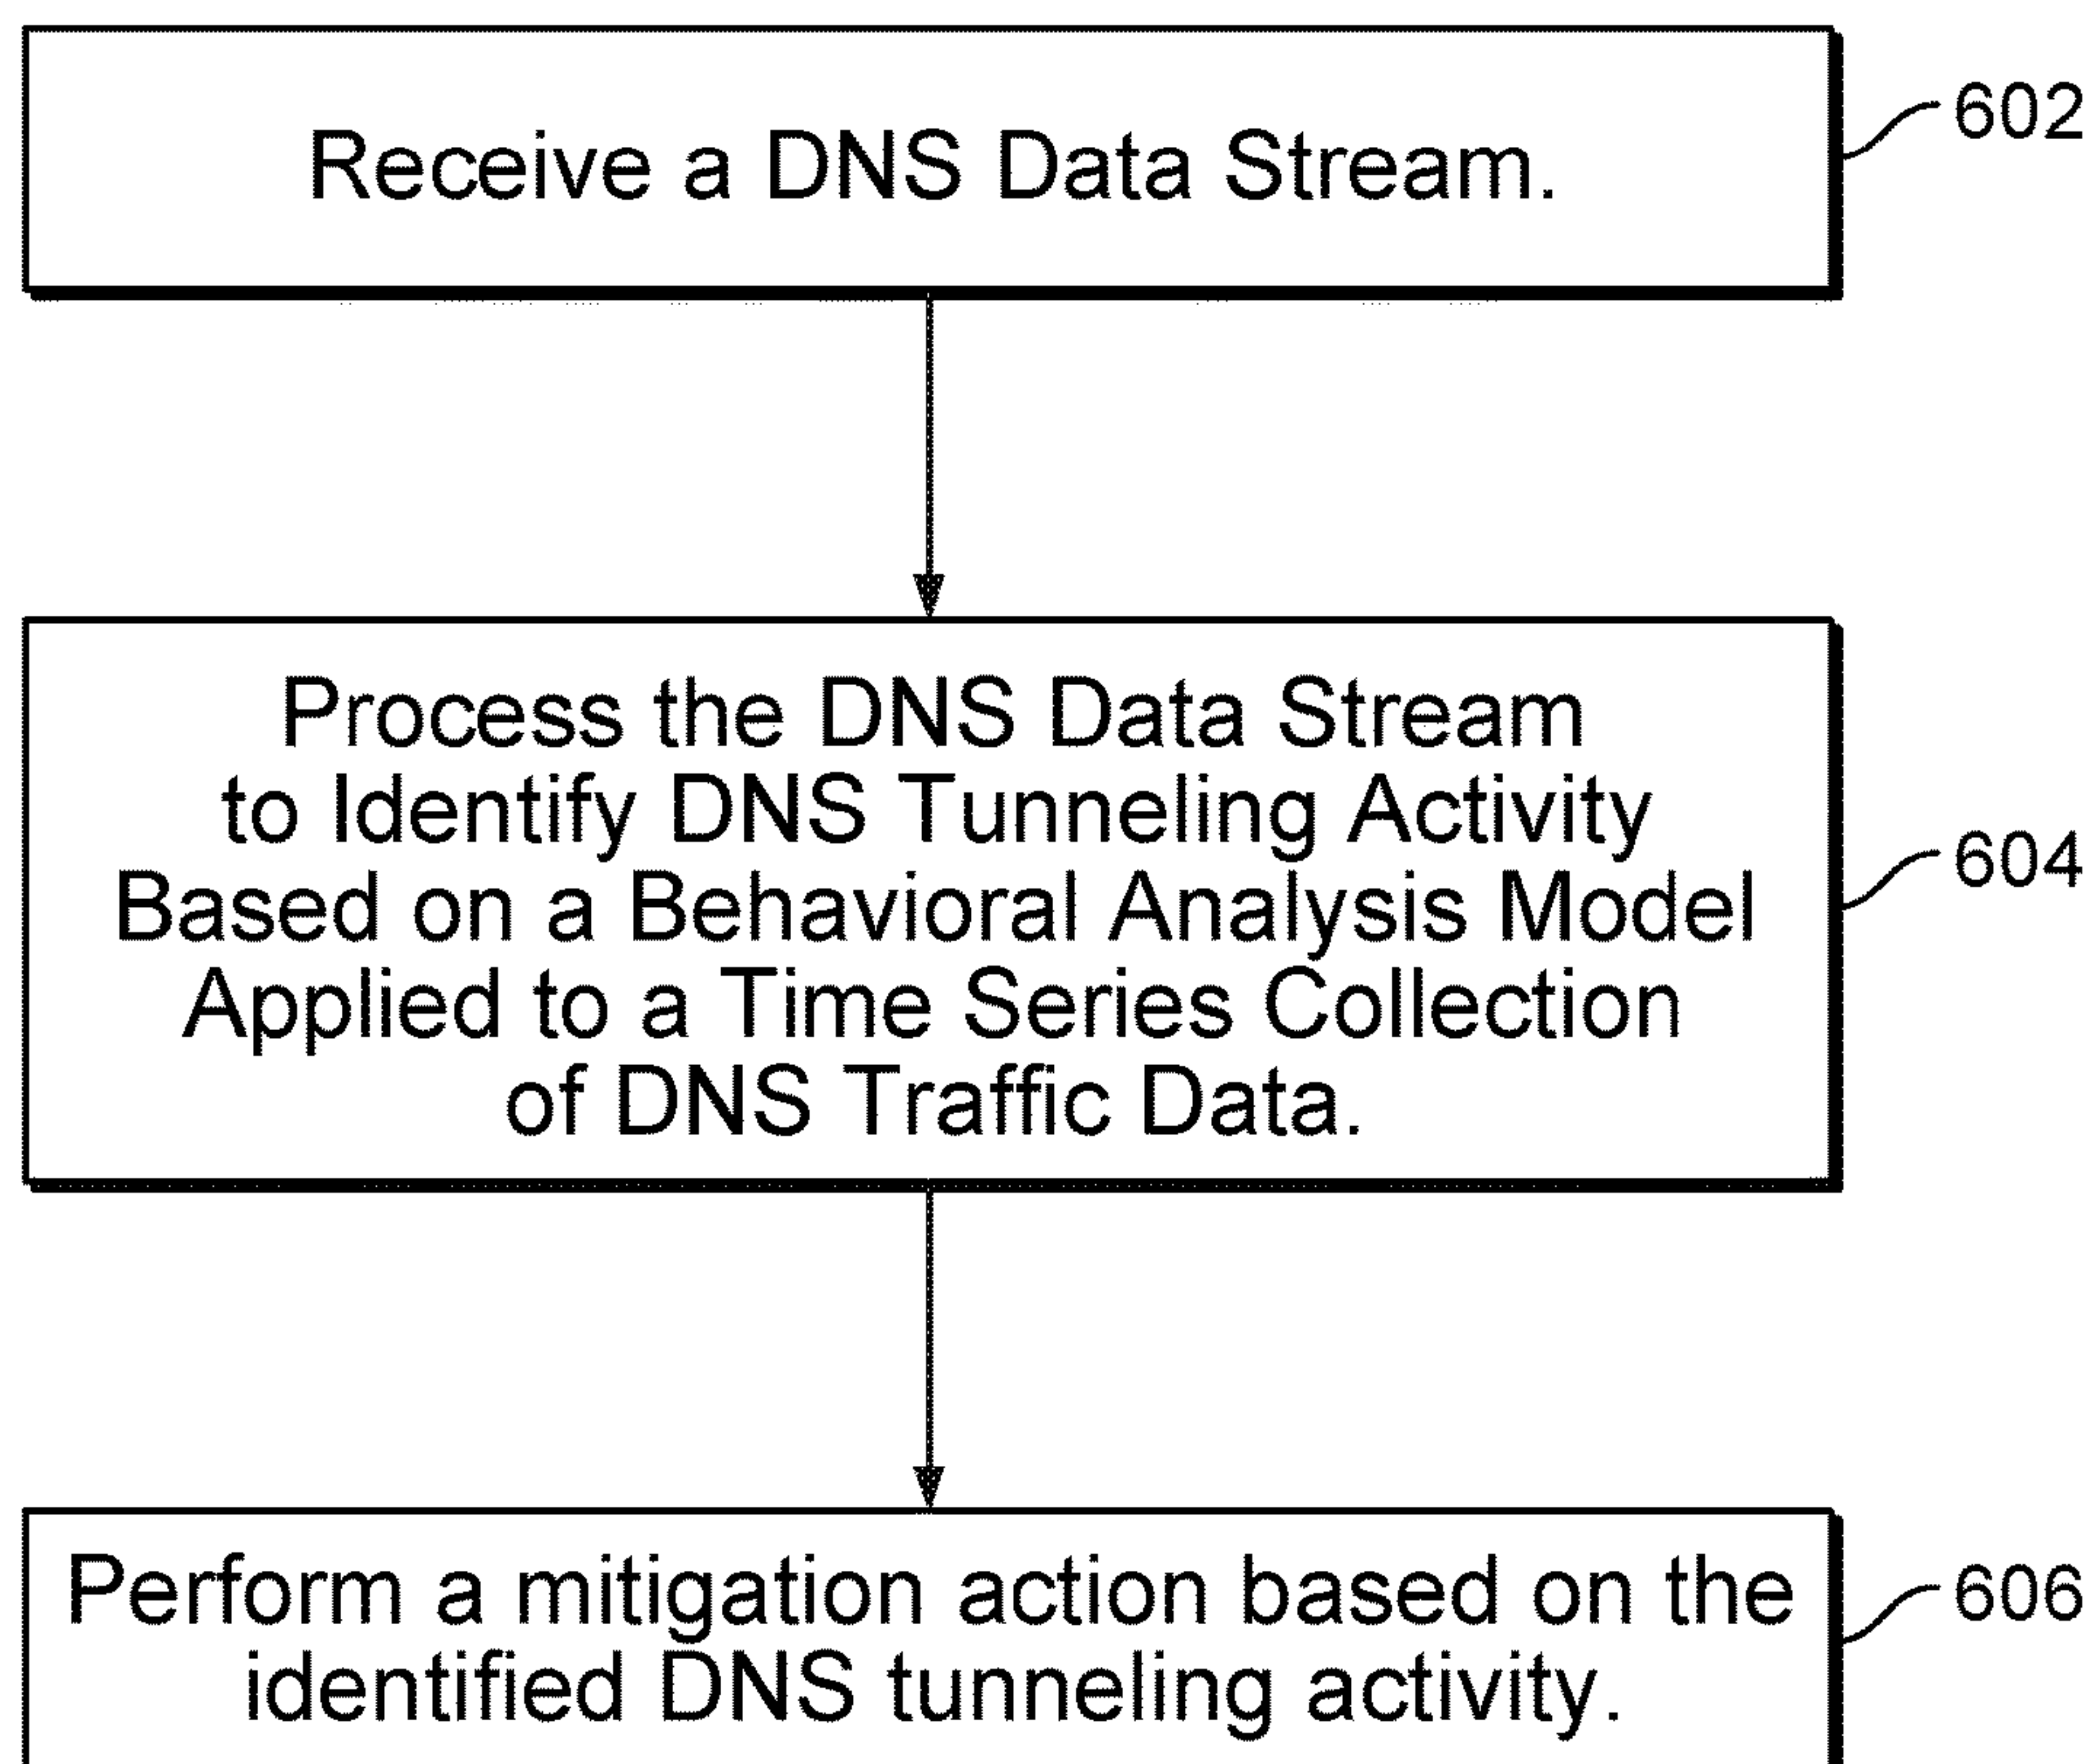 Receive a DNS Data Stream.
602
Process the DNS Data Stream
to Identify DNS Tunneling Activity
Based on a Behavioral Analysis Model
Applied to a Time Series Collection
of DNS Traffic Data.
604
Perform a mitigation action based on the
identified DNS tunneling activity.
606